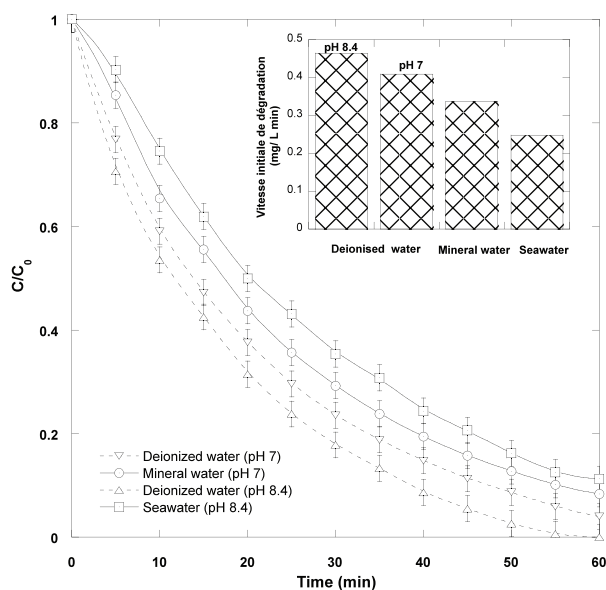 1
0.8
0.6
0.4
0.2
0
C/C0
0 10 20 30 40 50 60
Time (min)
Deionized water (pH 7)
Mineral water (pH 7)
Deionized water (pH 8.4)
Seawater (pH 8.4)
0.5
0.4
0.3
0.2
0.1
0
Vitesse initiale de dégradation
(mg/ L min)
pH 8.4
pH 7
Deionised water Mineral water Seawater